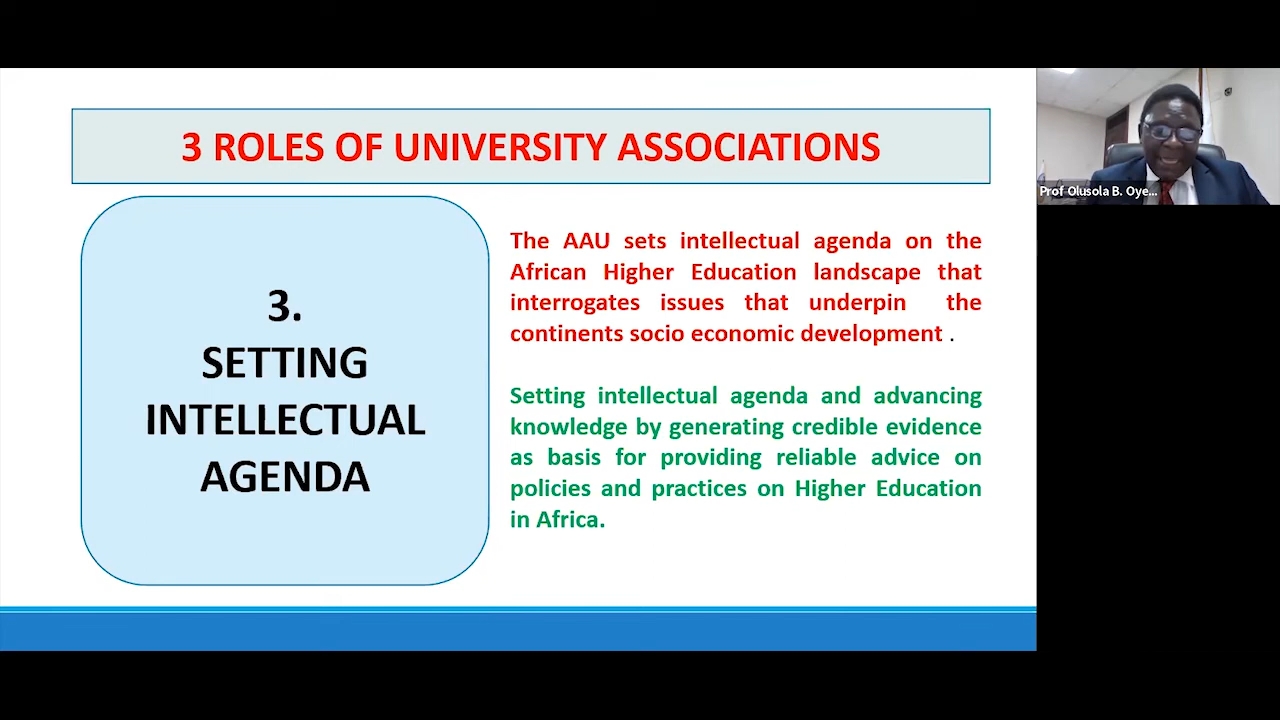 3 ROLES OF UNIVERSITY ASSOCIATIONS
3.
SETTING
INTELLECTUAL
AGENDA
The AAU sets intellectual agenda on the
African Higher Education landscape that
interrogates issues that underpin the
continents socio economic development .
Setting intellectual agenda and advancing
knowledge by generating credible evidence
as basis for providing reliable advice on
policies and practices on Higher Education
in Africa.
Prof Olusola B. Oye...